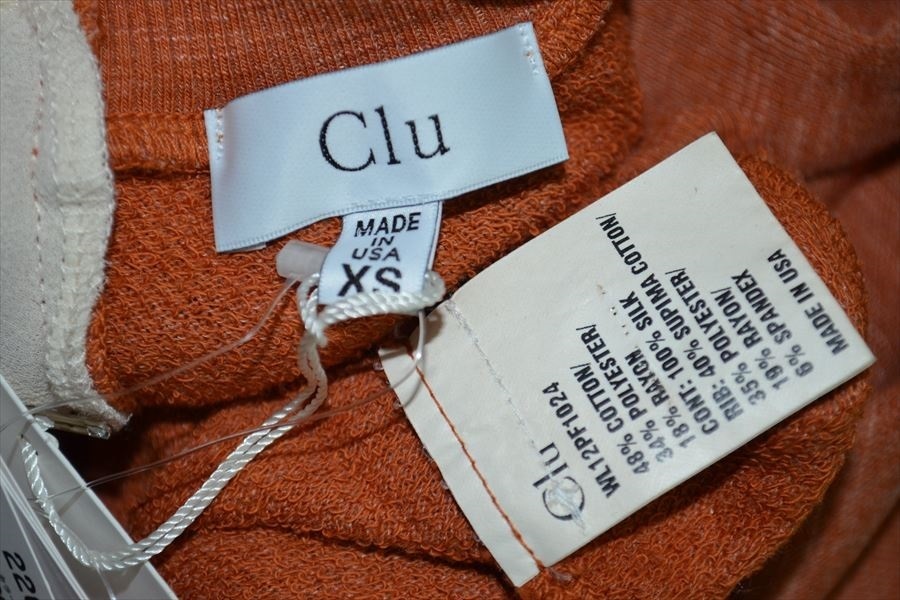 Clu
MADE
IN
USA
XS
Clu
WL12PF1024
48% COTTON/
34% POLYESTER/
18% RAYON
CONT: 100% SILK
RIB: 40% SUPIMA COTTON/
35% POLYESTER/
19% RAYON/
6% SPANDEX
MADE IN USA